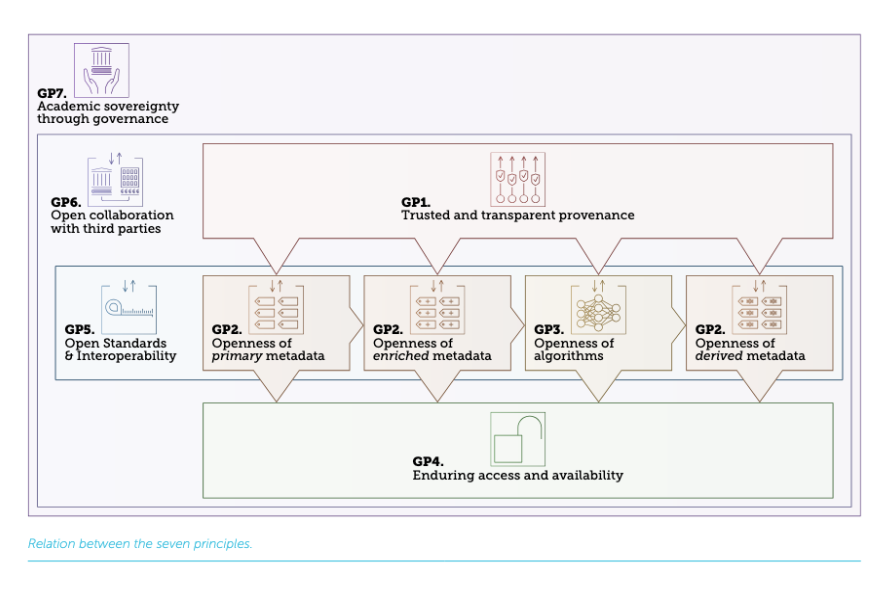 GP7.
Academic sovereignty
through governance
GP6.
Open collaboration
with third parties
GP1.
Trusted and transparent provenance
GP5.
Open Standards
& Interoperability
GP2.
Openness of
primary metadata
GP2.
Openness of
enriched metadata
GP3.
Openness of
algorithms
GP2.
Openness of
derived metadata
GP4.
Enduring access and availability
Relation between the seven principles.